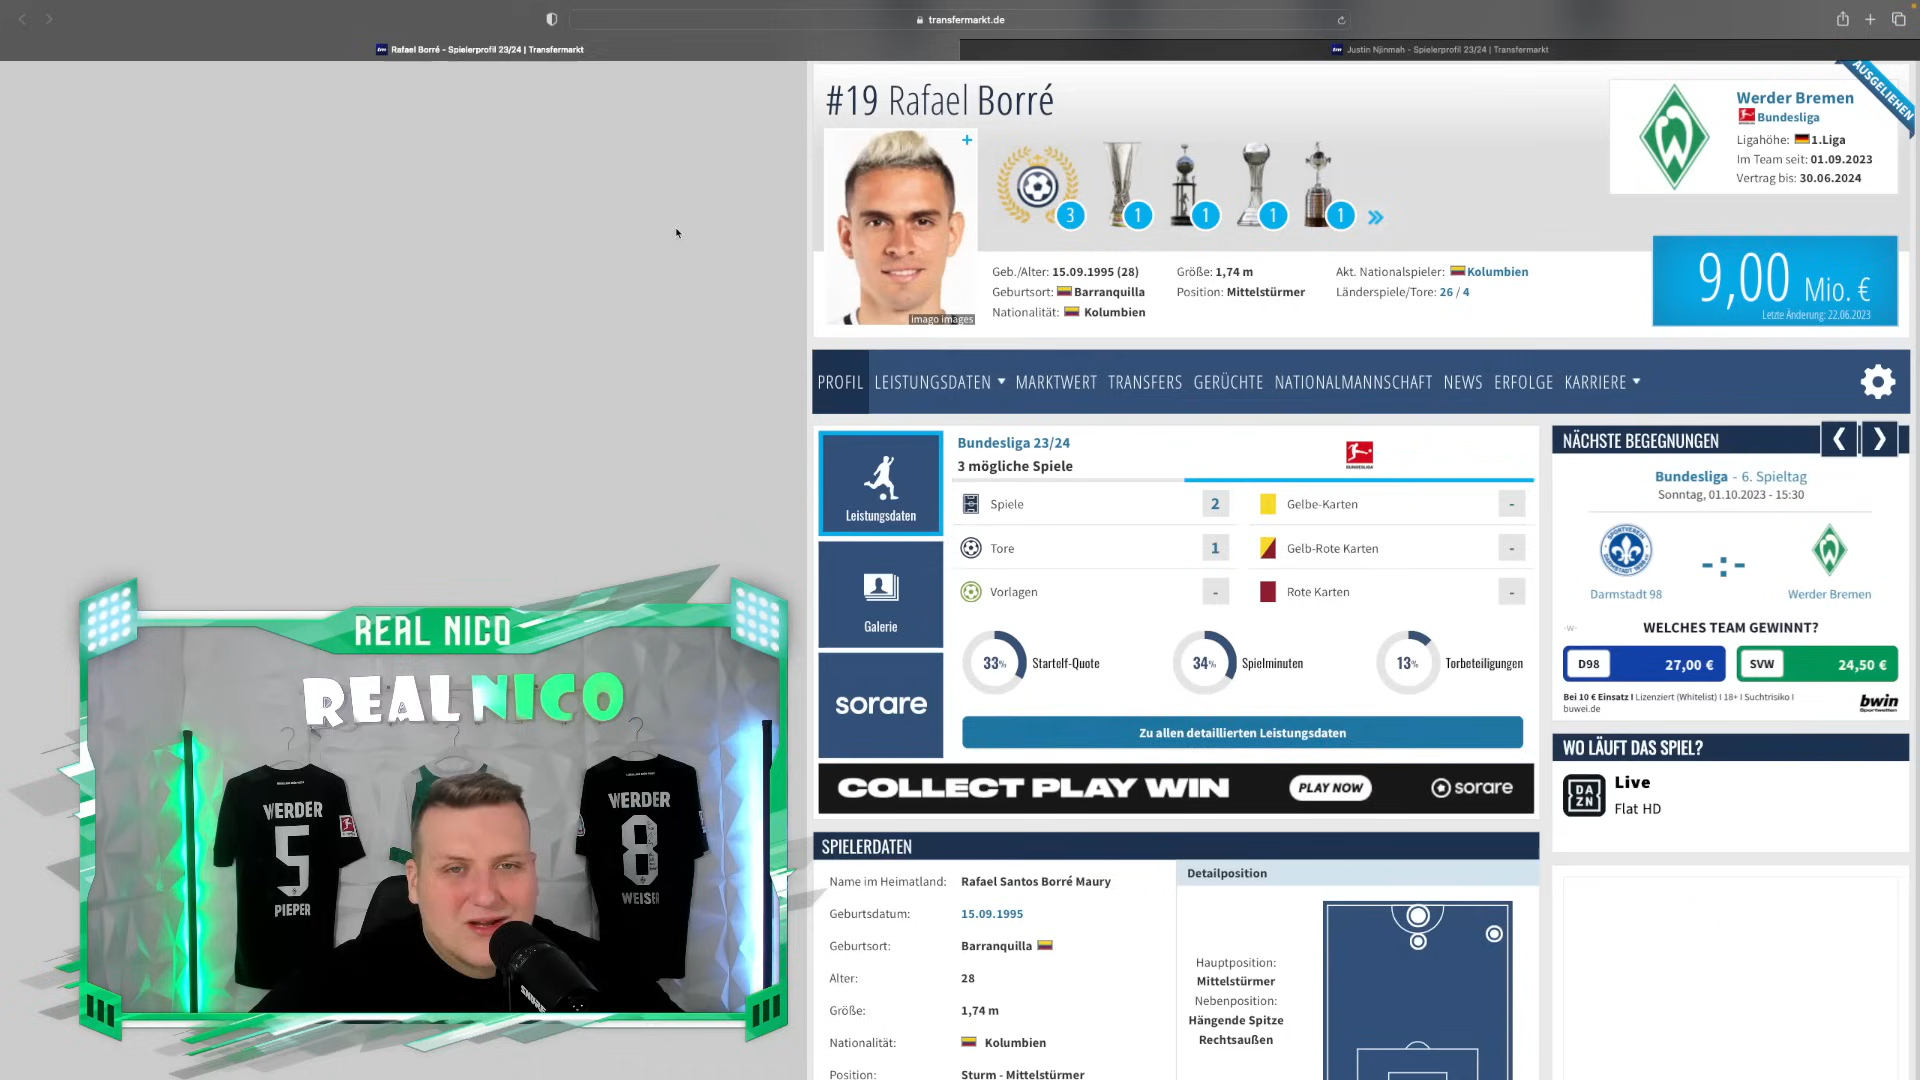 transfermarkt.de
Rafael Borré - Spielerprofil 23/24 | Transfermarkt
Justin Njinmah - Spielerprofil 23/24 | Transfermarkt
#19 Rafael Borré
AUSGELIEHEN
Werder Bremen
Bundesliga
Ligahöhe: 1.Liga
Im Team seit: 01.09.2023
Vertrag bis: 30.06.2024
3 1 1 1 1
imago images
Geb./Alter: 15.09.1995 (28)
Geburtsort: Barranquilla
Nationalität: Kolumbien
Größe: 1,74 m
Position: Mittelstürmer
Akt. Nationalspieler: Kolumbien
Länderspiele/Tore: 26 / 4
9,00 Mio. €
Letzte Änderung: 22.06.2023
PROFIL LEISTUNGSDATEN MARKTWERT TRANSFERS GERÜCHTE NATIONALMANNSCHAFT NEWS ERFOLGE KARRIERE
Leistungsdaten
Galerie
sorare
Bundesliga 23/24
3 mögliche Spiele
BUNDESLIGA
Spiele 2
Gelbe-Karten -
Tore 1
Gelb-Rote Karten -
Vorlagen -
Rote Karten -
33% Startelf-Quote
34% Spielminuten
13% Torbeteiligungen
Zu allen detaillierten Leistungsdaten
COLLECT PLAY WIN PLAY NOW sorare
NÄCHSTE BEGEGNUNGEN
Bundesliga - 6. Spieltag
Sonntag, 01.10.2023 - 15:30
Darmstadt 98
-:-
Werder Bremen
-W-
WELCHES TEAM GEWINNT?
D98 27,00 €
SVW 24,50 €
Bei 10 € Einsatz I Lizenziert (Whitelist) I 18+ I Suchtrisiko I
buwei.de
bwin
Sportwetten
WO LÄUFT DAS SPIEL?
DAZN
Live
Flat HD
SPIELERDATEN
Name im Heimatland: Rafael Santos Borré Maury
Geburtsdatum: 15.09.1995
Geburtsort: Barranquilla
Alter: 28
Größe: 1,74 m
Nationalität: Kolumbien
Position: Sturm - Mittelstürmer
Detailposition
Hauptposition:
Mittelstürmer
Nebenposition:
Hängende Spitze
Rechtsaußen
REAL NICO
REALNICO
WERDER
5
PIEPER
WERDER
8
WEISER
SHURE